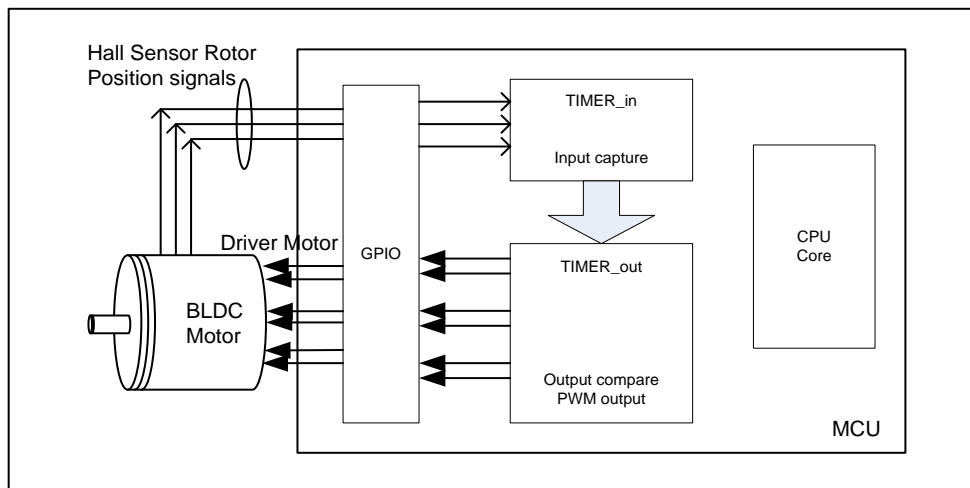 Hall Sensor Rotor
Position signals
TIMER_in
Input capture
CPU
Core
Driver Motor
GPIO
TIMER_out
BLDC
Motor
Output compare
PWM output
MCU